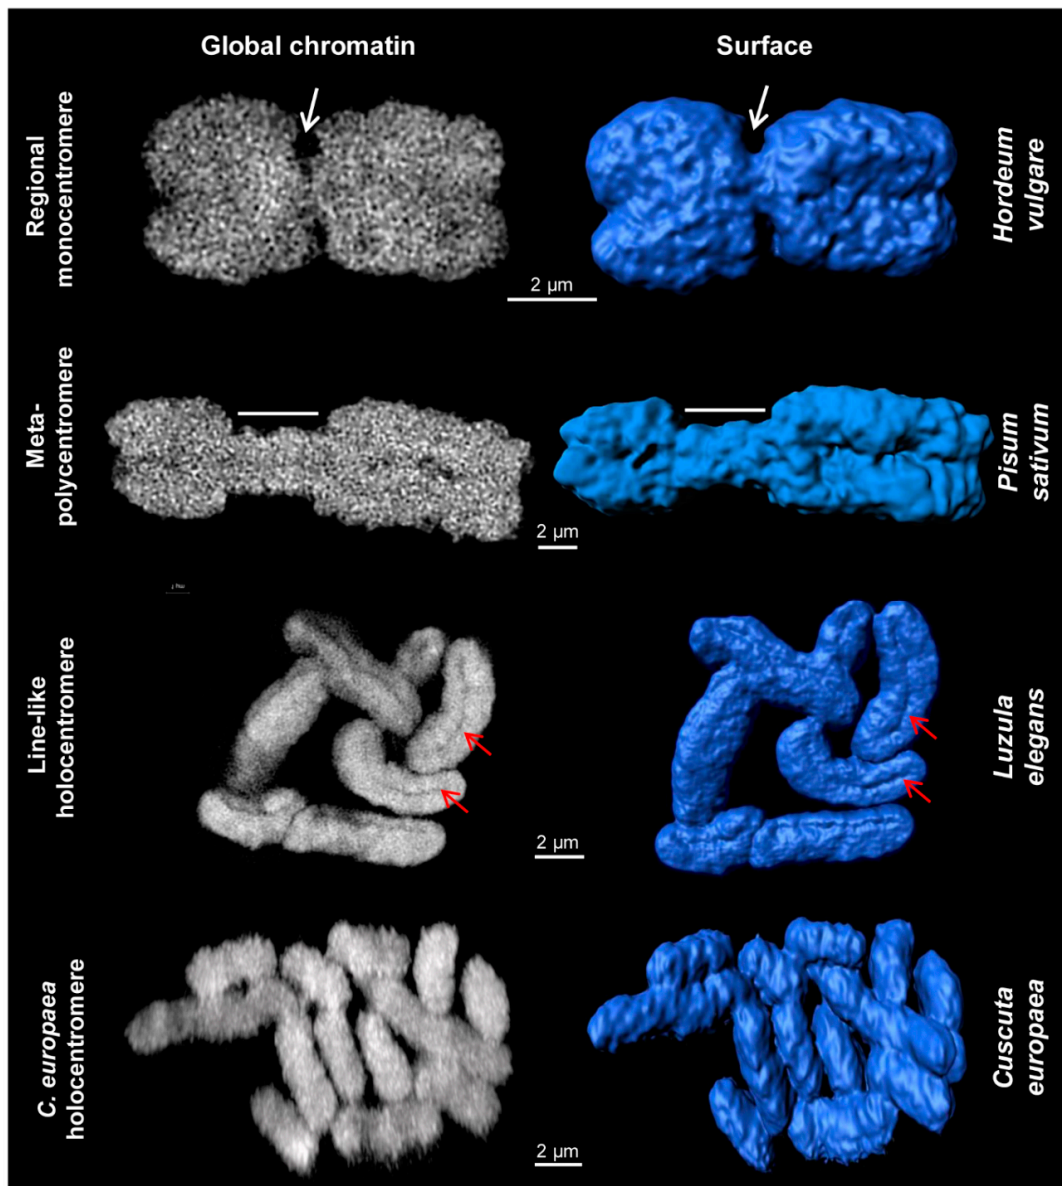 Global chromatin
Surface
Regional
monocentromere
Hordeum
vulgare
2 µm
Meta-
polycentromere
Pisum
sativum
2 µm
Line-like
holocentromere
Luzula
elegans
2 µm
C. europaea
holocentromere
Cuscuta
europaea
2 µm